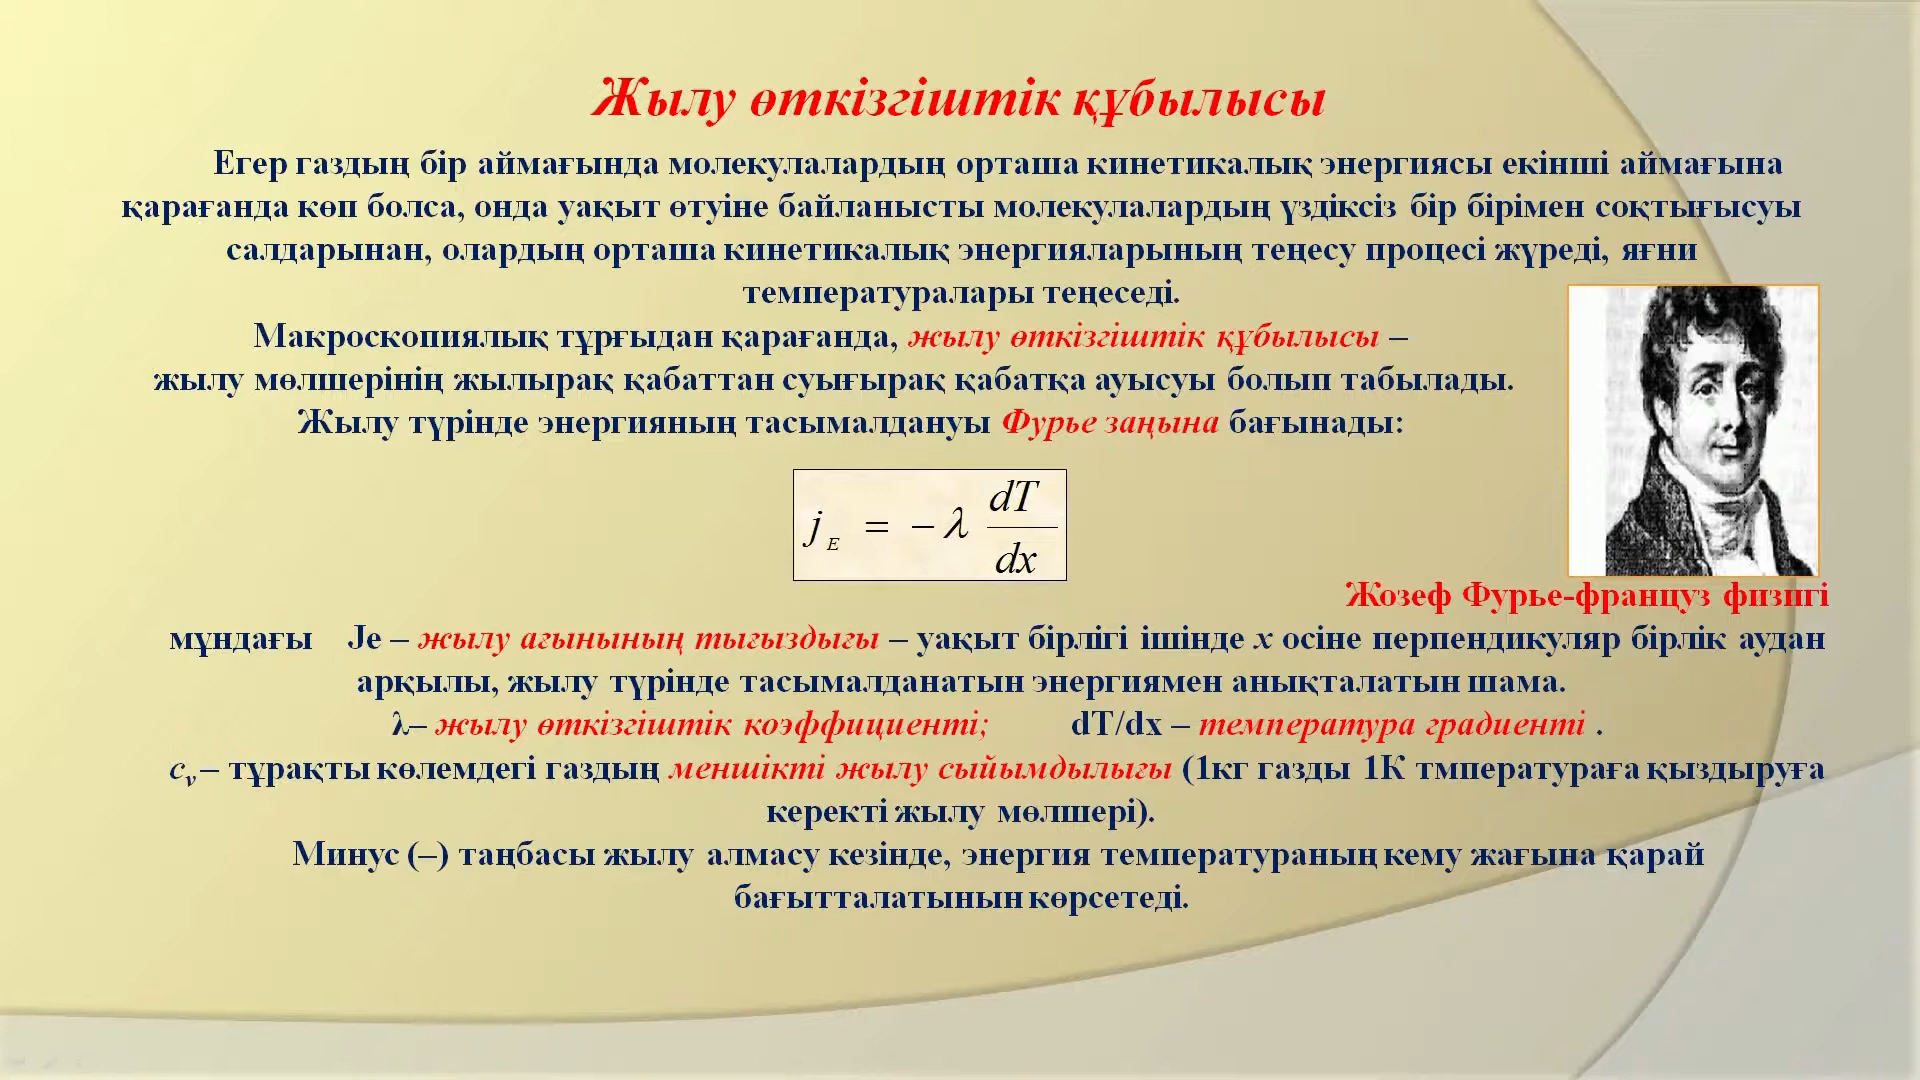 Жылу өткізгіштік құбылысы
Егер газдың бір аймағында молекулалардың орташа кинетикалық энергиясы екінші аймағына
қарағанда көп болса, онда уақыт өтуіне байланысты молекулалардың үздіксіз бір бірімен соқтығысуы
салдарынан, олардың орташа кинетикалық энергияларының теңесу процесі жүреді, яғни
температуралары теңеседі.
Макроскопиялық тұрғыдан қарағанда, жылу өткізгіштік құбылысы –
жылу мөлшерінің жылырақ қабаттан суығырақ қабатқа ауысуы болып табылады.
Жылу түрінде энергияның тасымалдануы Фурье заңына бағынады:
j_E = − λ dT/dx
Жозеф Фурье-француз физигі
мұндағы Je – жылу ағынының тығыздығы – уақыт бірлігі ішінде x осіне перпендикуляр бірлік аудан
арқылы, жылу түрінде тасымалданатын энергиямен анықталатын шама.
λ– жылу өткізгіштік коэффициенті; dT/dx – температура градиенті .
c_v – тұрақты көлемдегі газдың меншікті жылу сыйымдылығы (1кг газды 1К тмператураға қыздыруға
керекті жылу мөлшері).
Минус (–) таңбасы жылу алмасу кезінде, энергия температураның кему жағына қарай
бағытталатынын көрсетеді.